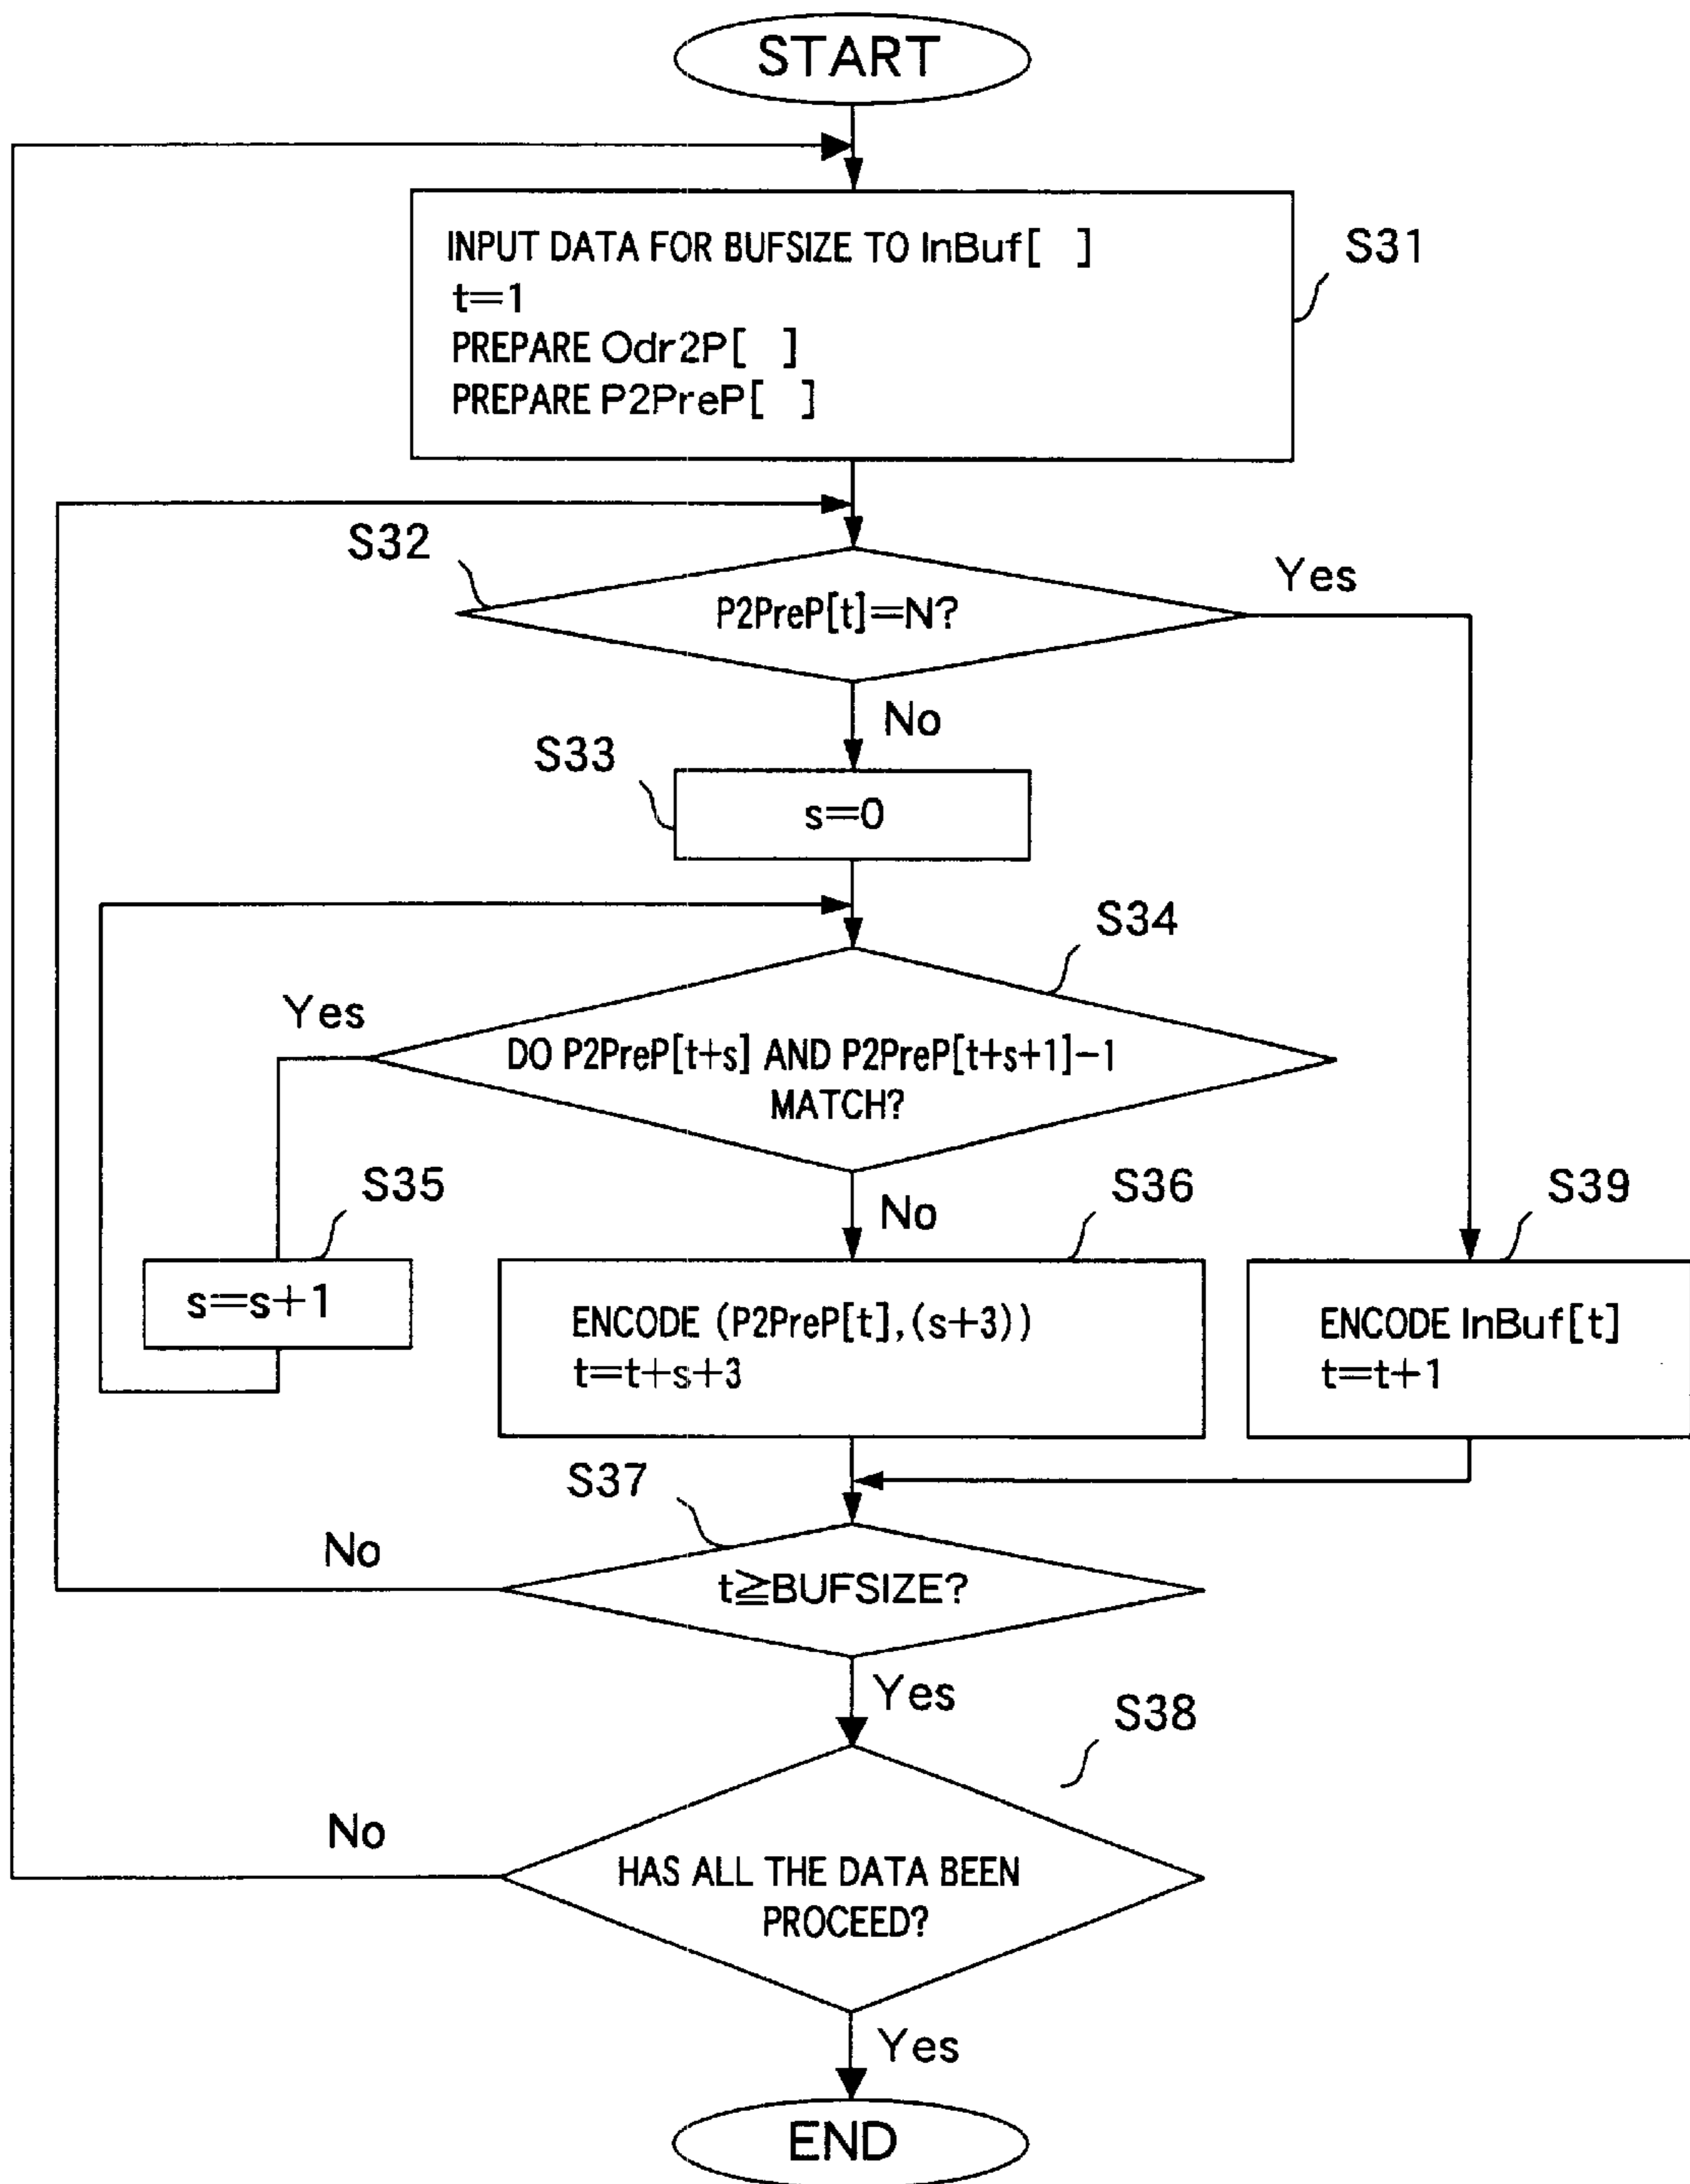 START
INPUT DATA FOR BUFSIZE TO InBuf[ ]
t=1
PREPARE Odr2P[ ]
PREPARE P2PreP[ ]
S31
S32
P2PreP[t]=N?
Yes
No
S33
s=0
S34
Yes
DO P2PreP[t+s] AND P2PreP[t+s+1]-1
MATCH?
No
S35
s=s+1
S36
ENCODE (P2PreP[t],(s+3))
t=t+s+3
S39
ENCODE InBuf[t]
t=t+1
S37
No
t≧BUFSIZE?
Yes
S38
No
HAS ALL THE DATA BEEN
PROCEED?
Yes
END